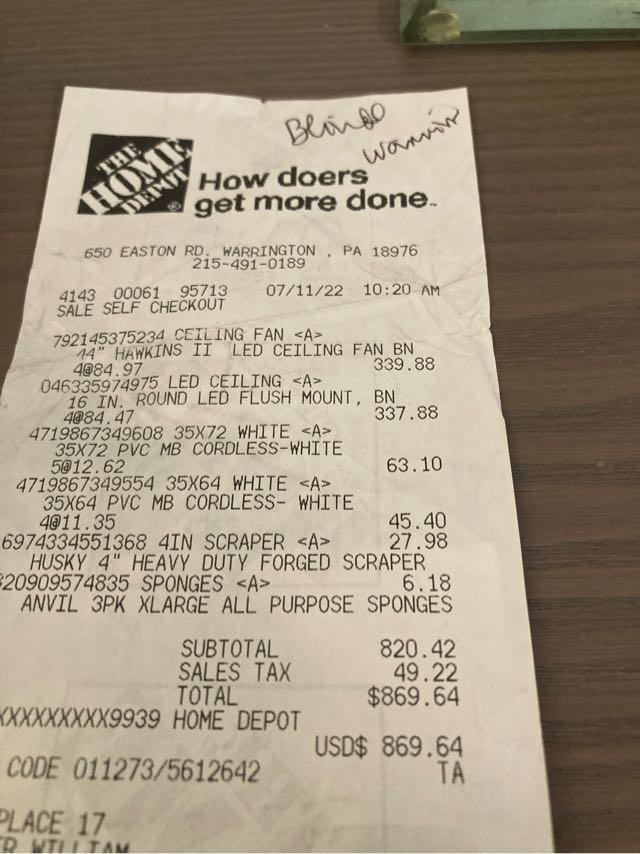 THE HOME DEPOT
How doers get more done.
650 EASTON RD. WARRINGTON , PA 18976
215-491-0189
4143 00061 95713 07/11/22 10:20 AM
SALE SELF CHECKOUT
792145375234 CEILING FAN <A>
44" HAWKINS II LED CEILING FAN BN
4@84.97 339.88
046335974975 LED CEILING <A>
16 IN. ROUND LED FLUSH MOUNT, BN
4@84.47 337.88
4719867349608 35X72 WHITE <A>
35X72 PVC MB CORDLESS-WHITE
5@12.62 63.10
4719867349554 35X64 WHITE <A>
35X64 PVC MB CORDLESS- WHITE
4@11.35 45.40
6974334551368 4IN SCRAPER <A> 27.98
HUSKY 4" HEAVY DUTY FORGED SCRAPER
820909574835 SPONGES <A> 6.18
ANVIL 3PK XLARGE ALL PURPOSE SPONGES
SUBTOTAL 820.42
SALES TAX 49.22
TOTAL $869.64
XXXXXXXXX9939 HOME DEPOT
USD$ 869.64
CODE 011273/5612642 TA
PLACE 17
WILLIAM